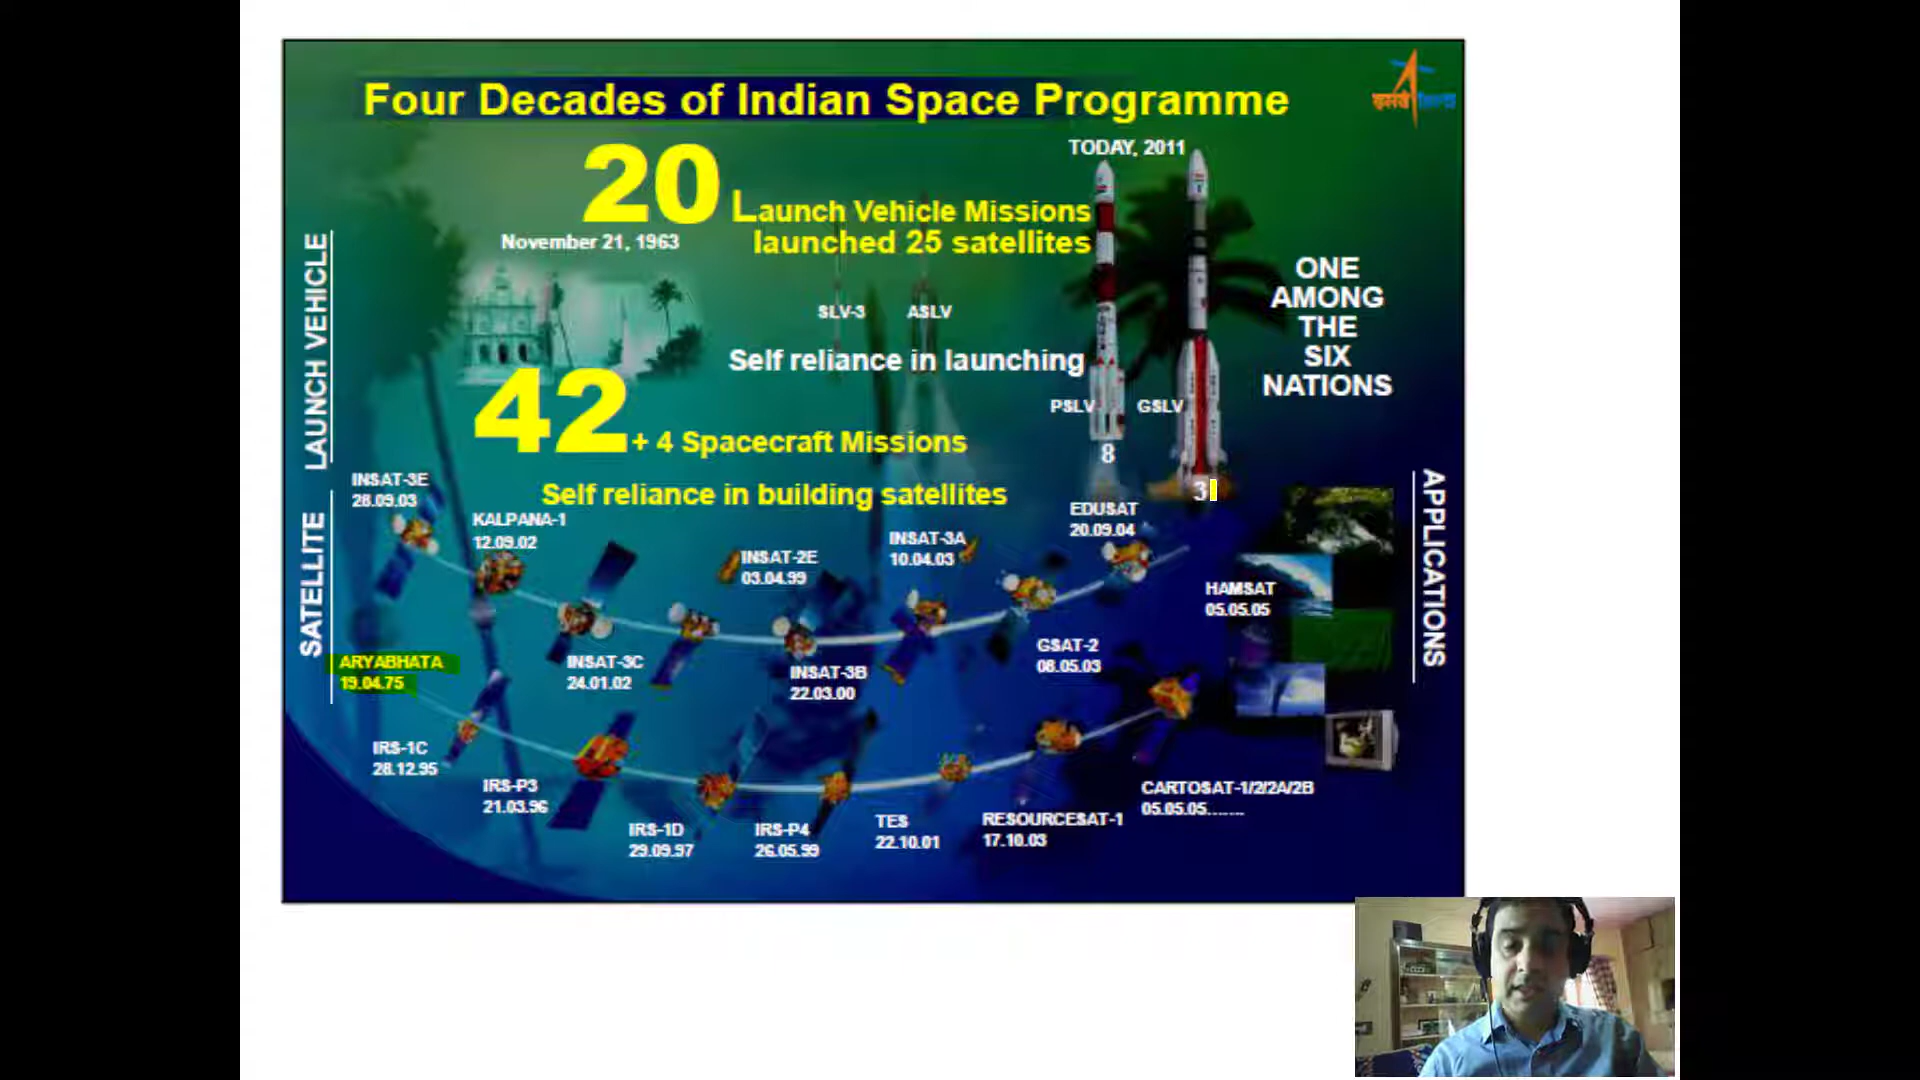 Four Decades of Indian Space Programme
TODAY, 2011
20 Launch Vehicle Missions
launched 25 satellites
November 21, 1963
LAUNCH VEHICLE
SLV-3
ASLV
ONE
AMONG
THE
SIX
NATIONS
Self reliance in launching
PSLV
GSLV
42 + 4 Spacecraft Missions
8
3
Self reliance in building satellites
SATELLITE
APPLICATIONS
INSAT-3E
28.09.03
KALPANA-1
12.09.02
INSAT-2E
03.04.99
INSAT-3A
10.04.03
EDUSAT
20.09.04
HAMSAT
05.05.05
ARYABHATA
19.04.75
INSAT-3C
24.01.02
INSAT-3B
22.03.00
GSAT-2
08.05.03
IRS-1C
28.12.95
IRS-P3
21.03.96
IRS-1D
29.09.97
IRS-P4
26.05.99
TES
22.10.01
RESOURCESAT-1
17.10.03
CARTOSAT-1/2/2A/2B
05.05.05.......